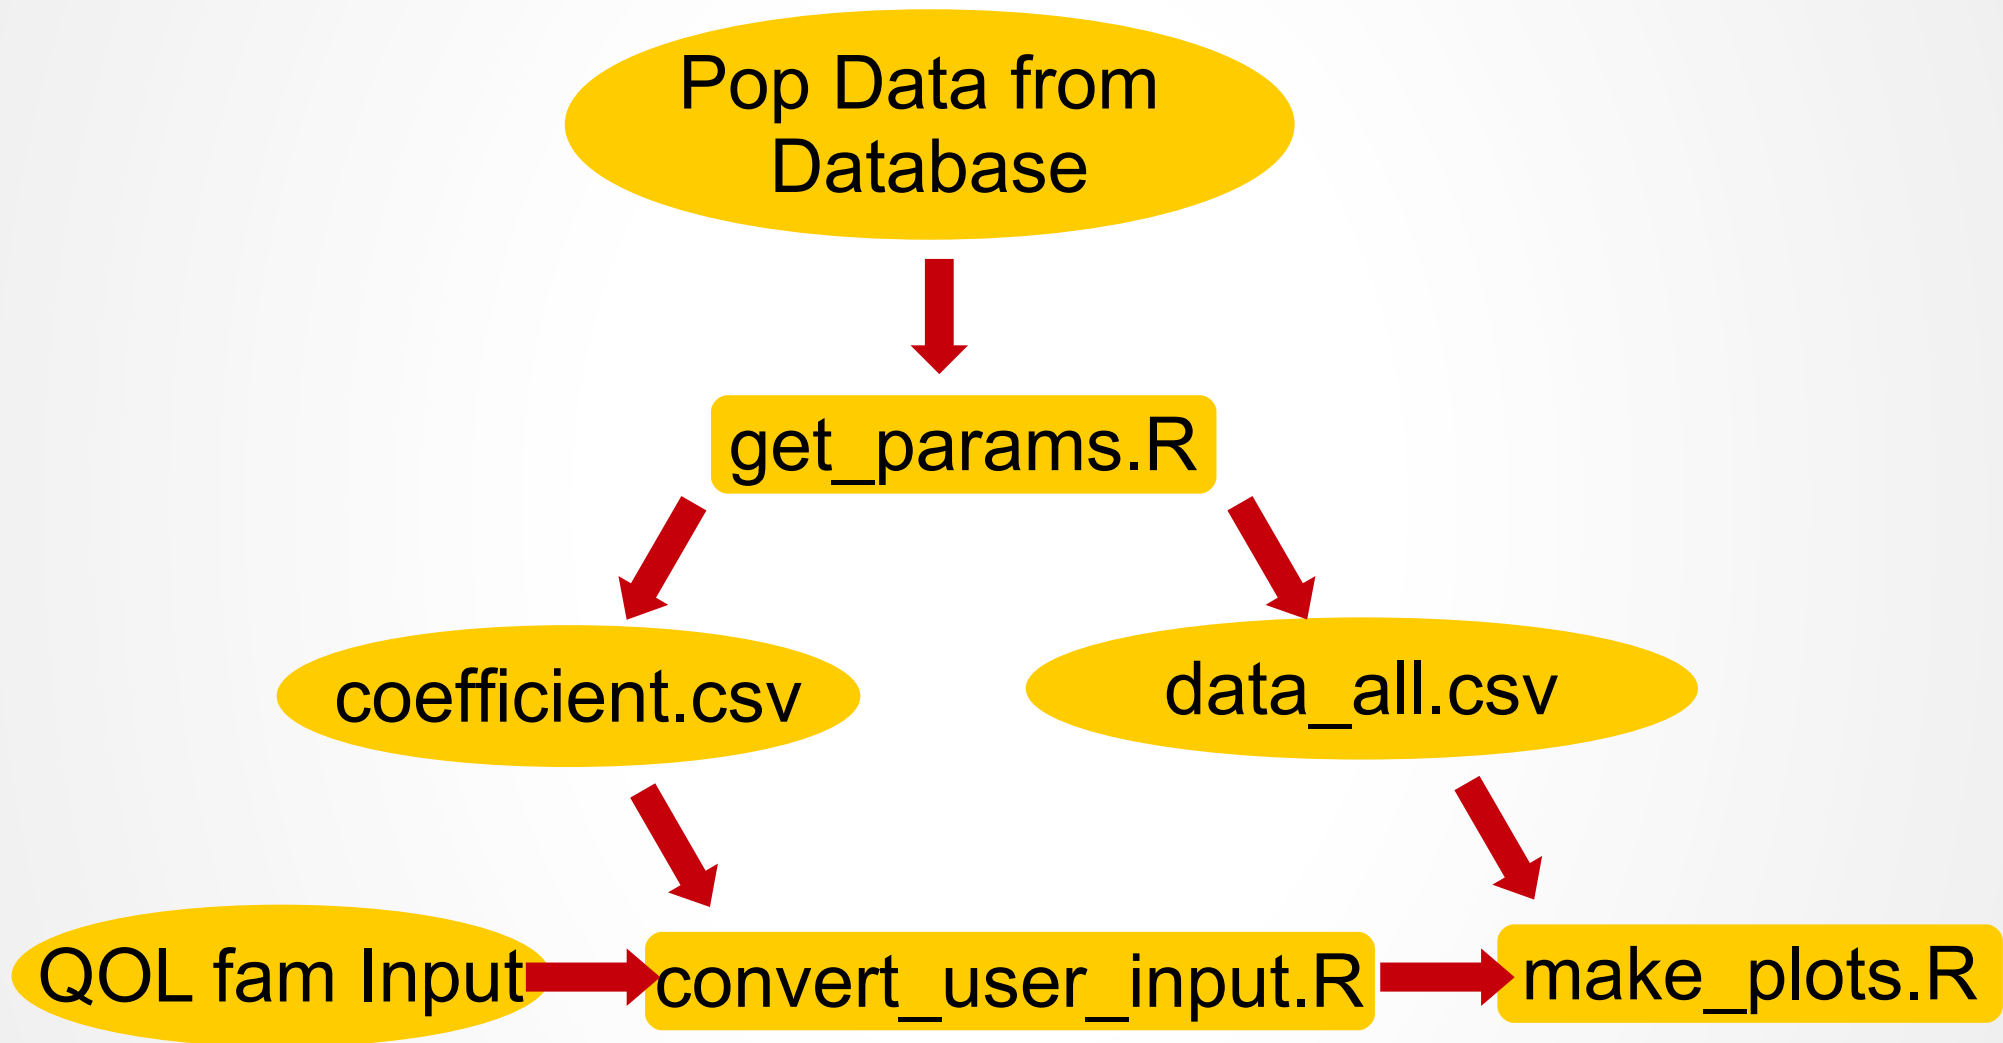 Pop Data from
Database
get_params.R
coefficient.csv
data_all.csv
QOL fam Input
convert_user_input.R
make_plots.R